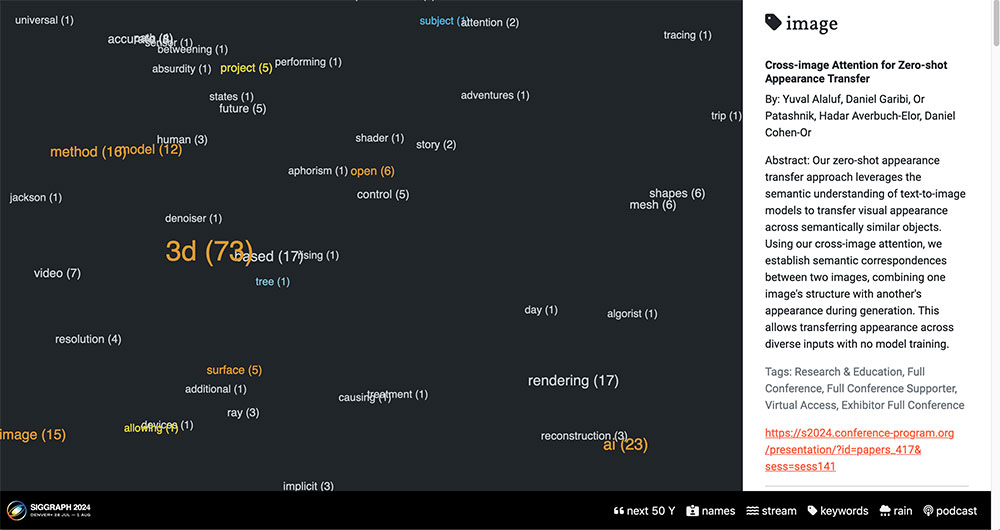 universal (1)
subject (1)
attention (2)
accurate
sensor (1)
tracing (1)
betweening (1)
absurdity (1)
project (5)
performing (1)
states (1)
adventures (1)
future (5)
trip (1)
human (3)
shader (1)
story (2)
method (16)
model (12)
aphorism (1)
open (6)
jackson (1)
control (5)
shapes (6)
mesh (6)
denoiser (1)
3d (73)
based (17)
video (7)
tree (1)
day (1)
algorist (1)
resolution (4)
surface (5)
rendering (17)
additional (1)
causing (1)
treatment (1)
ray (3)
allowing (1)
devices (1)
image (15)
reconstruction (3)
ai (23)
implicit (3)
image
Cross-image Attention for Zero-shot
Appearance Transfer
By: Yuval Alaluf, Daniel Garibi, Or
Patashnik, Hadar Averbuch-Elor, Daniel
Cohen-Or
Abstract: Our zero-shot appearance
transfer approach leverages the
semantic understanding of text-to-image
models to transfer visual appearance
across semantically similar objects.
Using our cross-image attention, we
establish semantic correspondences
between two images, combining one
image's structure with another's
appearance during generation. This
allows transferring appearance across
diverse inputs with no model training.
Tags: Research & Education, Full
Conference, Full Conference Supporter,
Virtual Access, Exhibitor Full Conference
https://s2024.conference-program.org
/presentation/?id=papers_417&
sess=sess141
SIGGRAPH 2024
DENVER+ 28 JUL — 1 AUG
next 50 Y
names
stream
keywords
rain
podcast